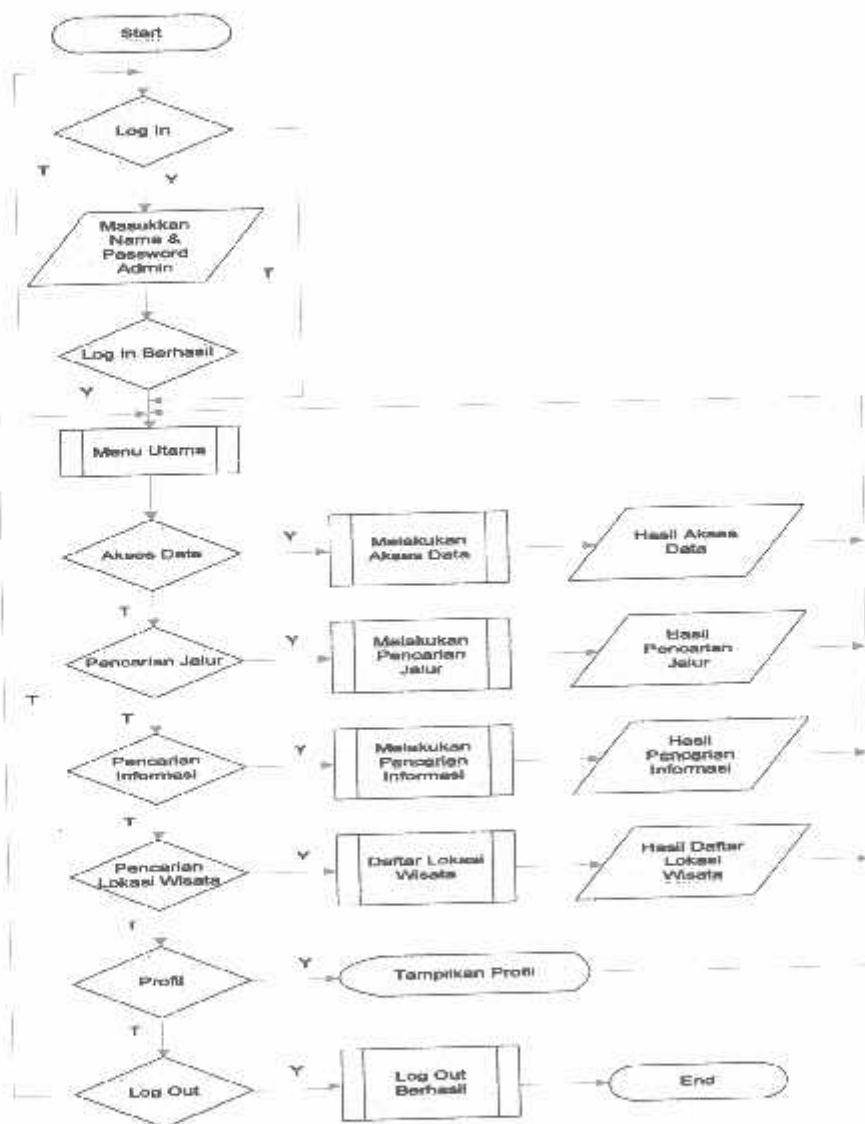 Start
Log In
T
Y
Masukkan
Name &
Password
Admin
T
Log In Berhasil
Y
Menu Utama
Akses Data
Y
Melakukan
Akses Data
Hasil Akses
Data
T
Pencarian Jalur
Y
Melakukan
Pencarian
Jalur
Hasil
Pencarian
Jalur
T
T
Pencarian
Informasi
Y
Melakukan
Pencarian
Informasi
Hasil
Pencarian
Informasi
T
Pencarian
Lokasi Wisata
Y
Daftar Lokasi
Wisata
Hasil Daftar
Lokasi
Wisata
T
Profil
Y
Tampilkan Profil
T
Log Out
Y
Log Out
Berhasil
End